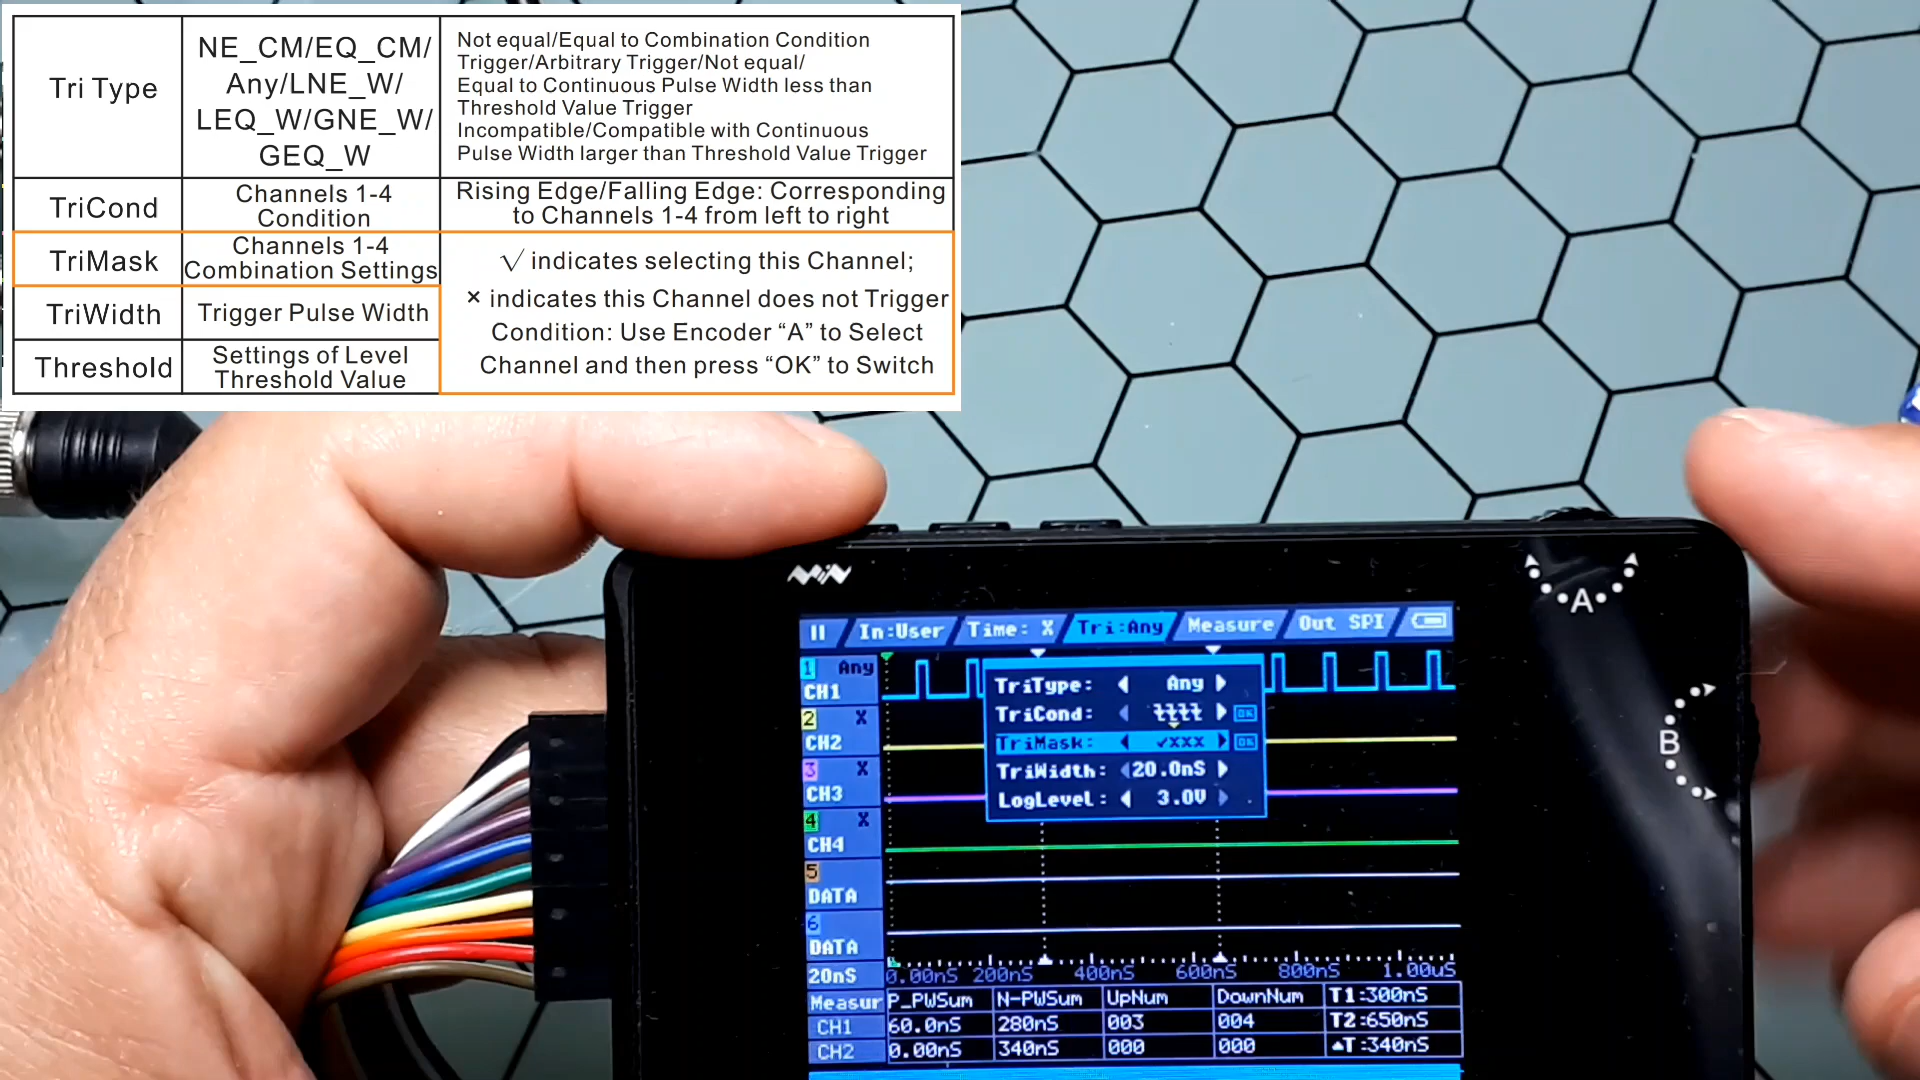 Tri Type
NE_CM/EQ_CM/
Any/LNE_W/
LEQ_W/GNE_W/
GEQ_W
Not equal/Equal to Combination Condition
Trigger/Arbitrary Trigger/Not equal/
Equal to Continuous Pulse Width less than
Threshold Value Trigger
Incompatible/Compatible with Continuous
Pulse Width larger than Threshold Value Trigger
TriCond
Channels 1-4
Condition
Rising Edge/Falling Edge: Corresponding
to Channels 1-4 from left to right
TriMask
Channels 1-4
Combination Settings
√ indicates selecting this Channel;
× indicates this Channel does not Trigger
Condition: Use Encoder “A” to Select
Channel and then press “OK” to Switch
TriWidth
Trigger Pulse Width
Threshold
Settings of Level
Threshold Value
A
B
In:User Time: X Tri:Any Measure Out SPI
1 Any
CH1
2 X
CH2
3 X
CH3
4 X
CH4
5
DATA
6
DATA
TriType: Any
TriCond: OK
TriMask: ✓xxx OK
TriWidth: 20.0nS
LogLevel: 3.0V
20nS 0.00nS 200nS 400nS 600nS 800nS 1.00uS
Measur P_PWSum N-PWSum UpNum DownNum T1:300nS
CH1 60.0nS 280nS 003 004 T2:650nS
CH2 0.00nS 340nS 000 000 ▲T:340nS